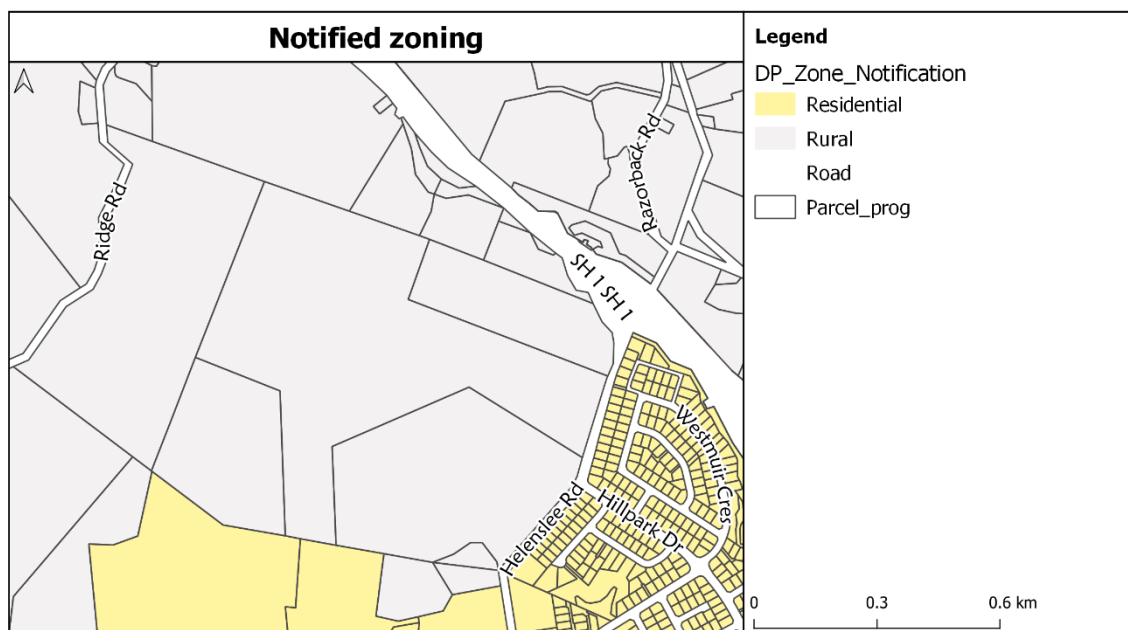 Notified zoning
Legend
DP_Zone_Notification
Residential
Rural
Road
Parcel_prog
Ridge Rd
Razorback Rd
SH 1 SH 1
Westmuir Cres
Hillpark Dr
Helenslee Rd
0 0.3 0.6 km